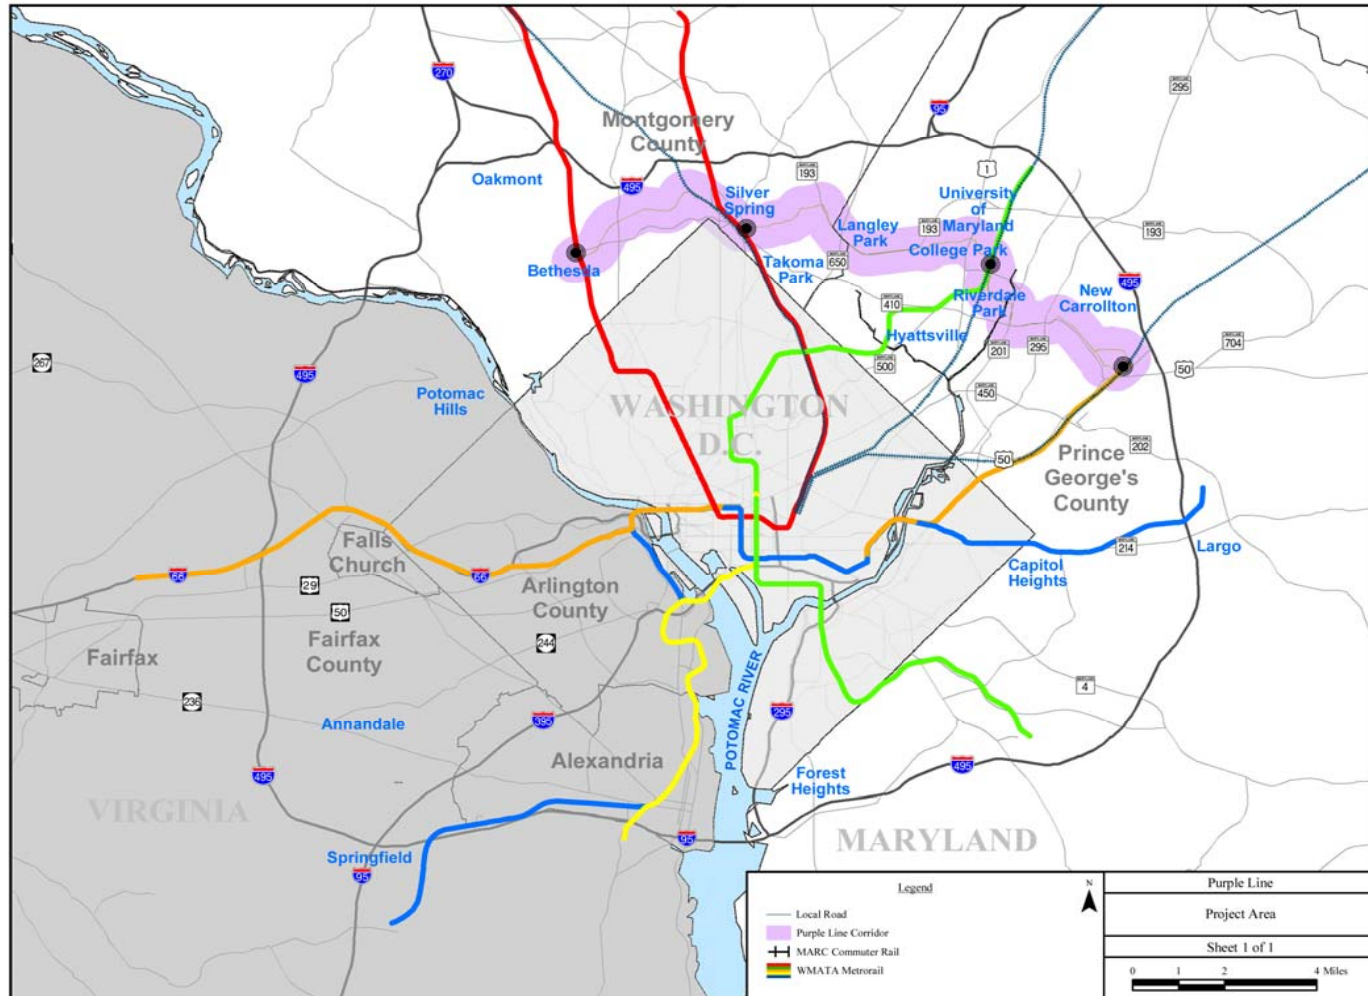 295
270
95
Montgomery
County
193
1
Oakmont
495
Silver
Spring
University
of
Maryland
Langley
Park
193
193
College Park
Bethesda
Takoma
Park
650
495
New
Carrollton
Riverdale
Park
410
Hyattsville
201
295
704
267
500
50
495
Potomac
Hills
450
WASHINGTON
D.C.
202
50
Prince
George's
County
Falls
Church
Largo
214
66
66
Capitol
Heights
29
Arlington
County
50
Fairfax
County
244
Fairfax
4
236
POTOMAC RIVER
295
Annandale
395
Alexandria
495
495
Forest
Heights
VIRGINIA
95
MARYLAND
Springfield
95
Legend
N
Local Road
Purple Line Corridor
MARC Commuter Rail
WMATA Metrorail
Purple Line
Project Area
Sheet 1 of 1
0 1 2 4 Miles